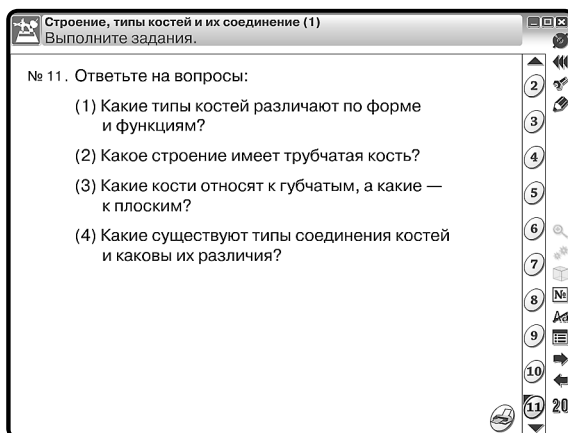 Строение, типы костей и их соединение (1)
Выполните задания.
№ 11. Ответьте на вопросы:
(1) Какие типы костей различают по форме
и функциям?
(2) Какое строение имеет трубчатая кость?
(3) Какие кости относят к губчатым, а какие —
к плоским?
(4) Какие существуют типы соединения костей
и каковы их различия?
2
3
4
5
6
7
8
9
10
11
№
Аа
20